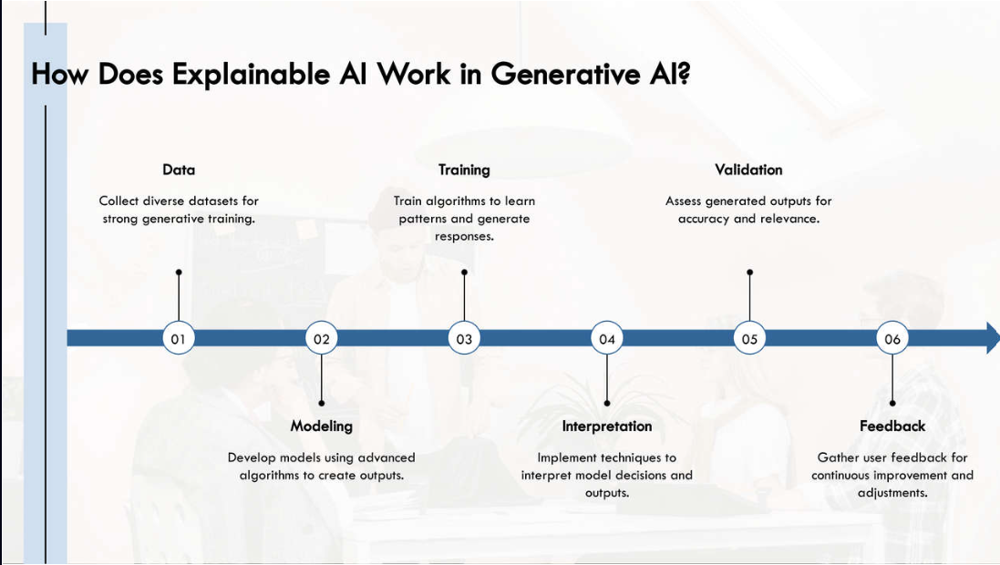 How Does Explainable AI Work in Generative AI?
Data
Collect diverse datasets for
strong generative training.
Training
Train algorithms to learn
patterns and generate
responses.
Validation
Assess generated outputs for
accuracy and relevance.
01
02
03
04
05
06
Modeling
Develop models using advanced
algorithms to create outputs.
Interpretation
Implement techniques to
interpret model decisions and
outputs.
Feedback
Gather user feedback for
continuous improvement and
adjustments.